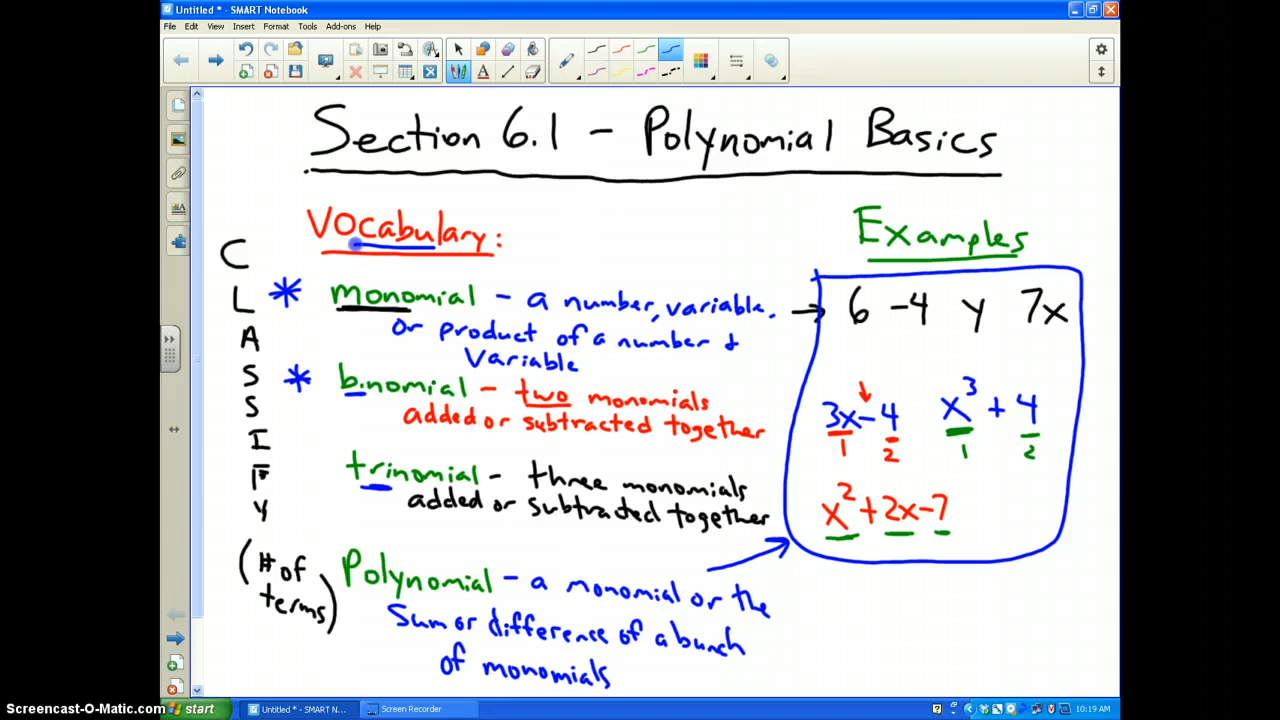 Untitled * - SMART Notebook
File Edit View Insert Format Tools Add-ons Help
Section 6.1 - Polynomial Basics
Vocabulary:
Examples
CLASSIFY
(# of
terms)
* monomial - a number, variable,
or product of a number +
variable
→ 6 -4 y 7x
* binomial - two monomials
added or subtracted together
3x-4 x³ + 4
1 2 1 2
trinomial - three monomials
added or subtracted together
x² + 2x - 7
Polynomial - a monomial or the
sum or difference of a bunch
of monomials
Screencast-O-Matic.com
start
Untitled * - SMART N...
Screen Recorder
10:19 AM